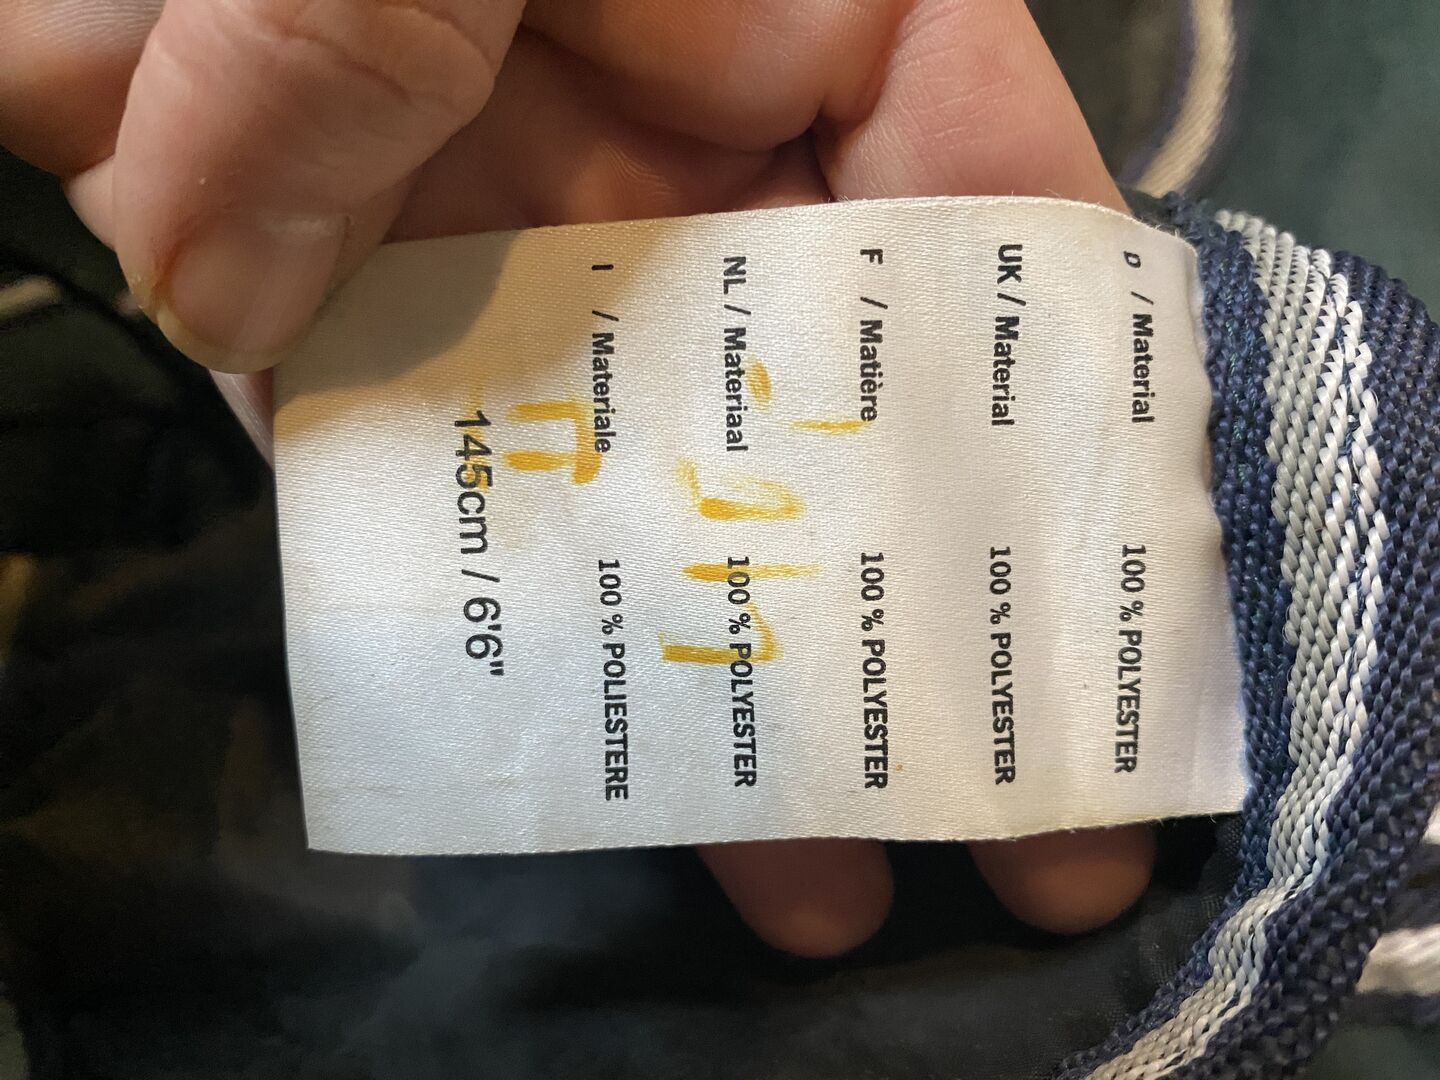 D / Material 100 % POLYESTER
UK / Material 100 % POLYESTER
F / Matière 100 % POLYESTER
NL / Materiaal 100 % POLYESTER
I / Materiale 100 % POLIESTERE
145cm / 6'6"